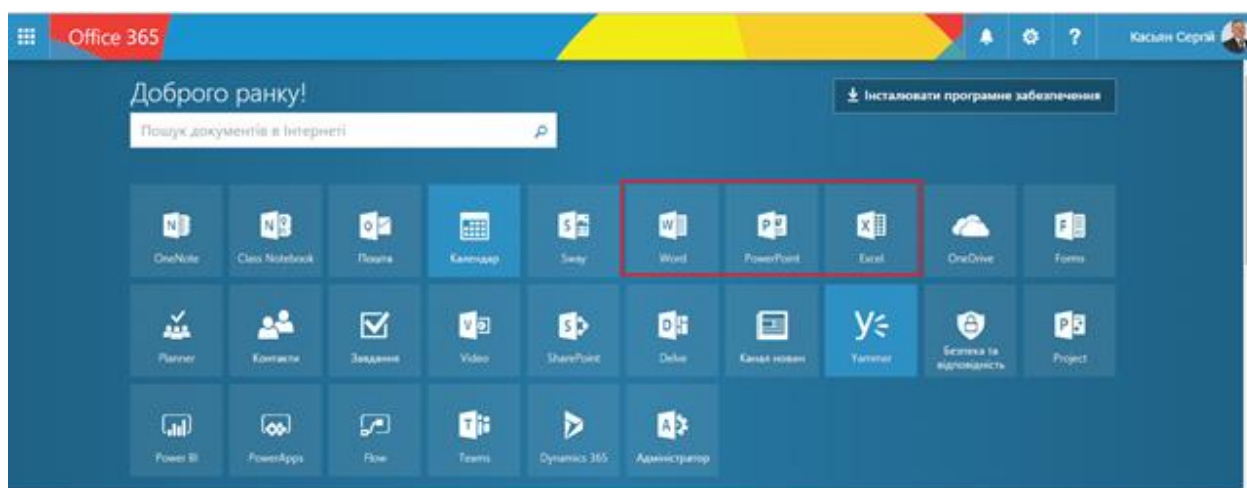 Office 365
?
Касьян Сергій
Доброго ранку!
Інсталювати програмне забезпечення
Пошук документів в Інтернеті
OneNote
Class Notebook
Пошта
Календар
Sway
Word
PowerPoint
Excel
OneDrive
Forms
Planner
Контакти
Завдання
Video
SharePoint
Delve
Канал новин
Yammer
Безпека та
відповідність
Project
Power BI
PowerApps
Flow
Teams
Dynamics 365
Адміністратор